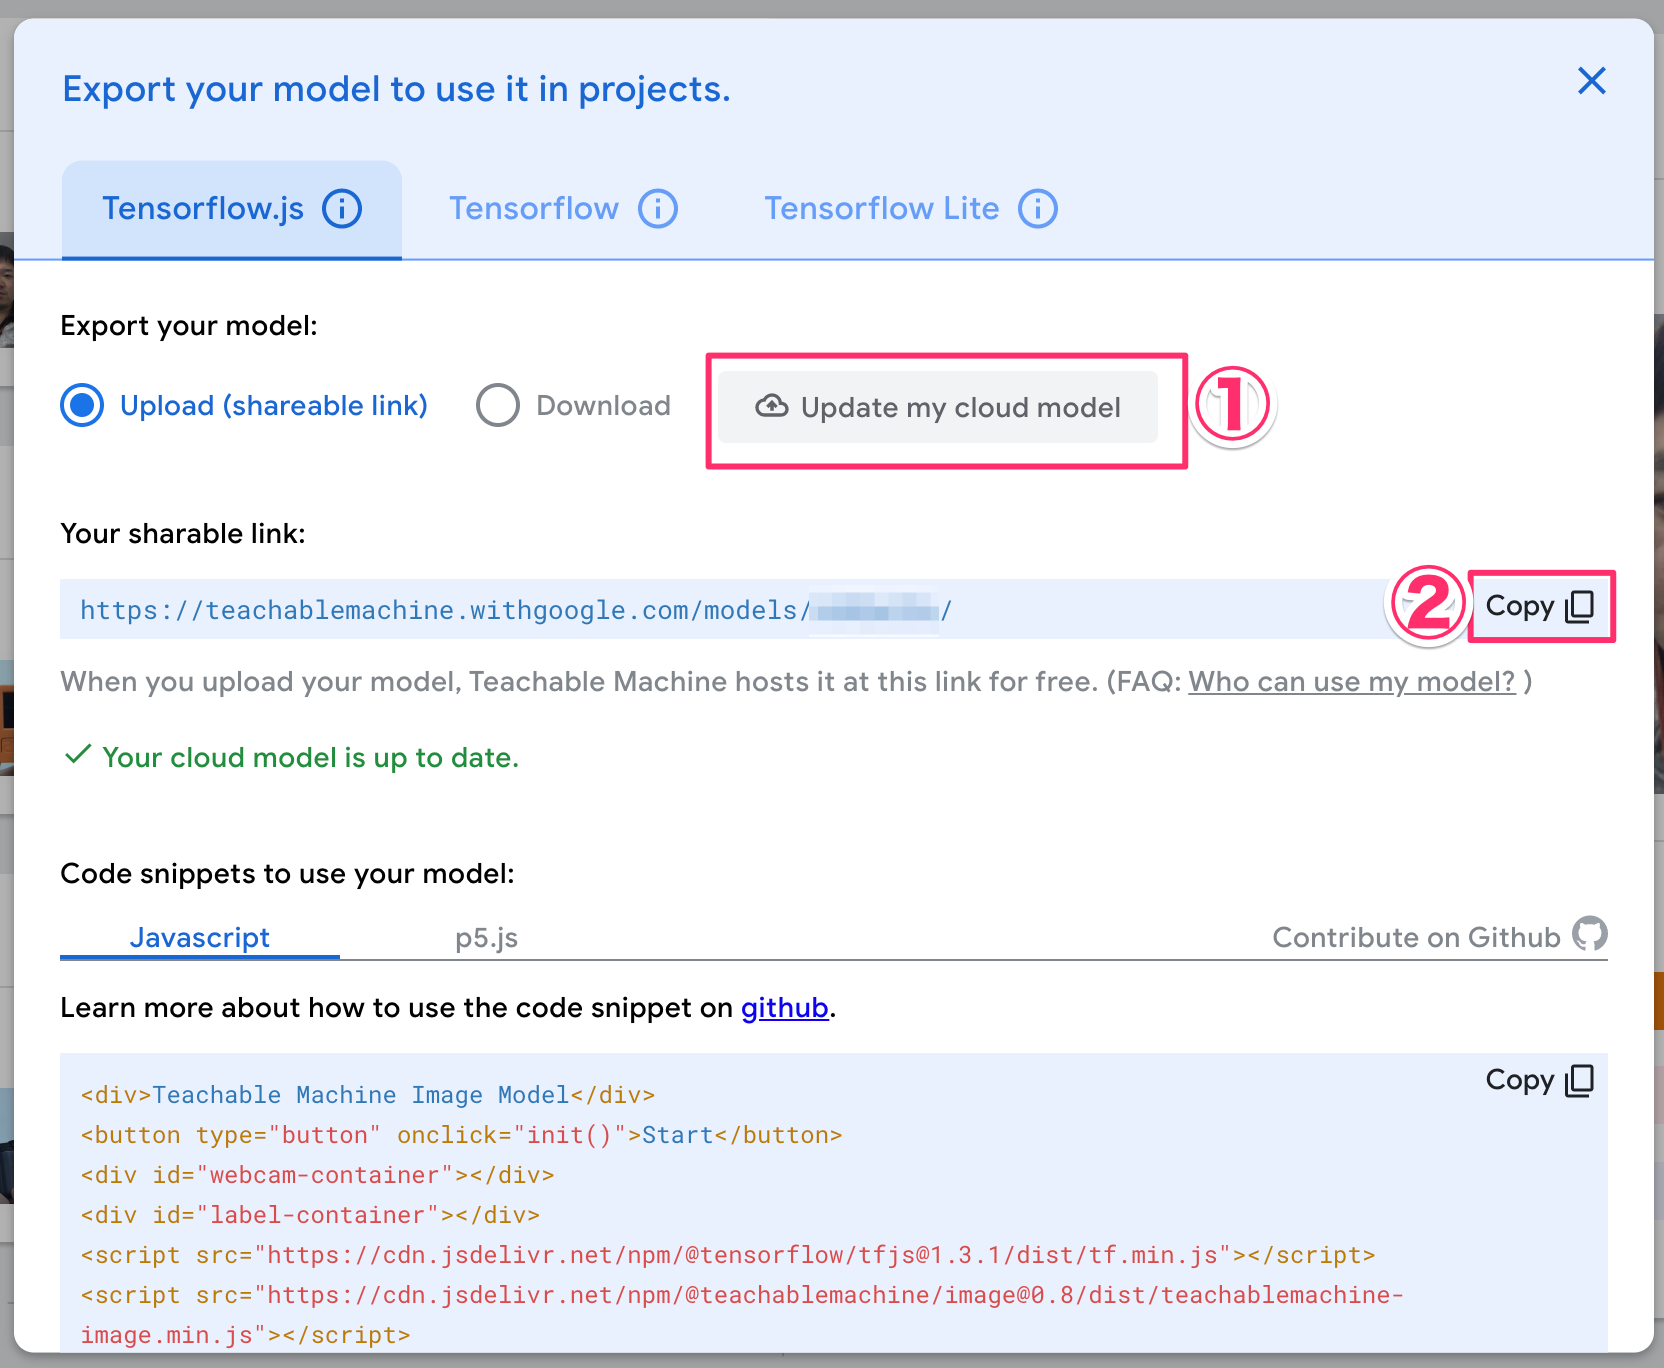 Export your model to use it in projects.
Tensorflow.js Tensorflow Tensorflow Lite
Export your model:
Upload (shareable link) Download Update my cloud model 1
Your sharable link:
https://teachablemachine.withgoogle.com/models/ / 2 Copy
When you upload your model, Teachable Machine hosts it at this link for free. (FAQ: Who can use my model? )
Your cloud model is up to date.
Code snippets to use your model:
Javascript p5.js Contribute on Github
Learn more about how to use the code snippet on github.
Copy
<div>Teachable Machine Image Model</div>
<button type="button" onclick="init()">Start</button>
<div id="webcam-container"></div>
<div id="label-container"></div>
<script src="https://cdn.jsdelivr.net/npm/@tensorflow/tfjs@1.3.1/dist/tf.min.js"></script>
<script src="https://cdn.jsdelivr.net/npm/@teachablemachine/image@0.8/dist/teachablemachine-
image.min.js"></script>